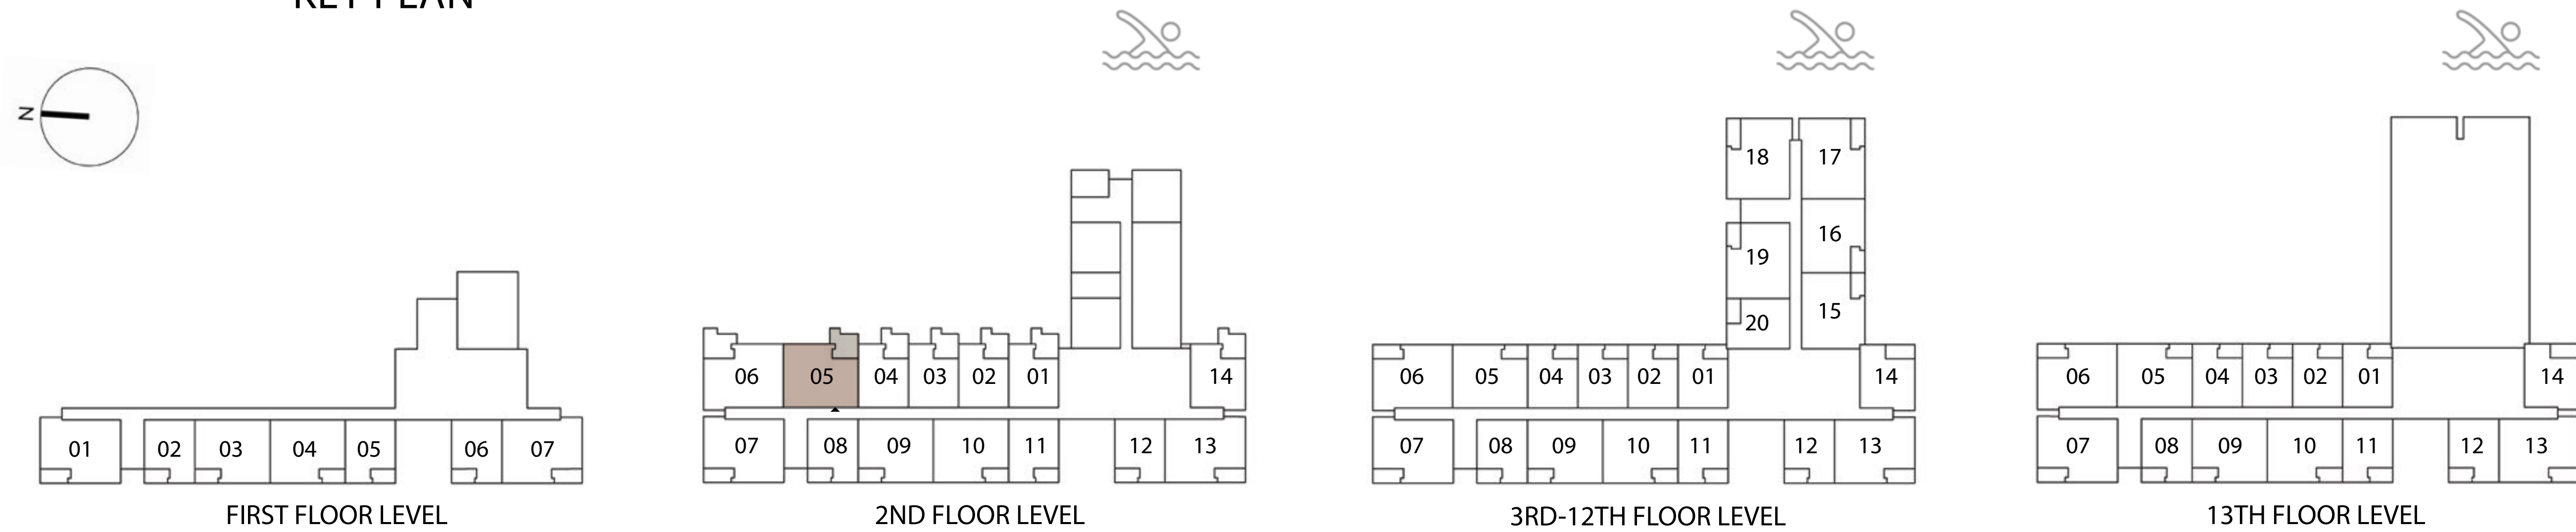 KEY PLAN
N
18 17
16
19
15
20
06 05 04 03 02 01 14
06 05 04 03 02 01 14
06 05 04 03 02 01 14
01 02 03 04 05 06 07
07 08 09 10 11 12 13
07 08 09 10 11 12 13
07 08 09 10 11 12 13
FIRST FLOOR LEVEL
2ND FLOOR LEVEL
3RD-12TH FLOOR LEVEL
13TH FLOOR LEVEL